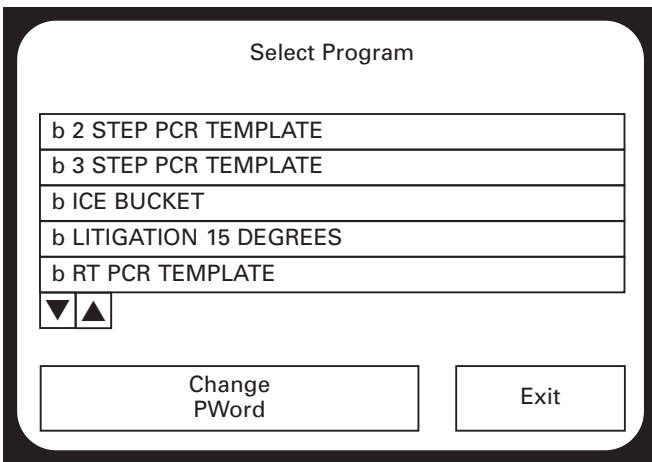 Select Program
b 2 STEP PCR TEMPLATE
b 3 STEP PCR TEMPLATE
b ICE BUCKET
b LITIGATION 15 DEGREES
b RT PCR TEMPLATE
Change
PWord
Exit